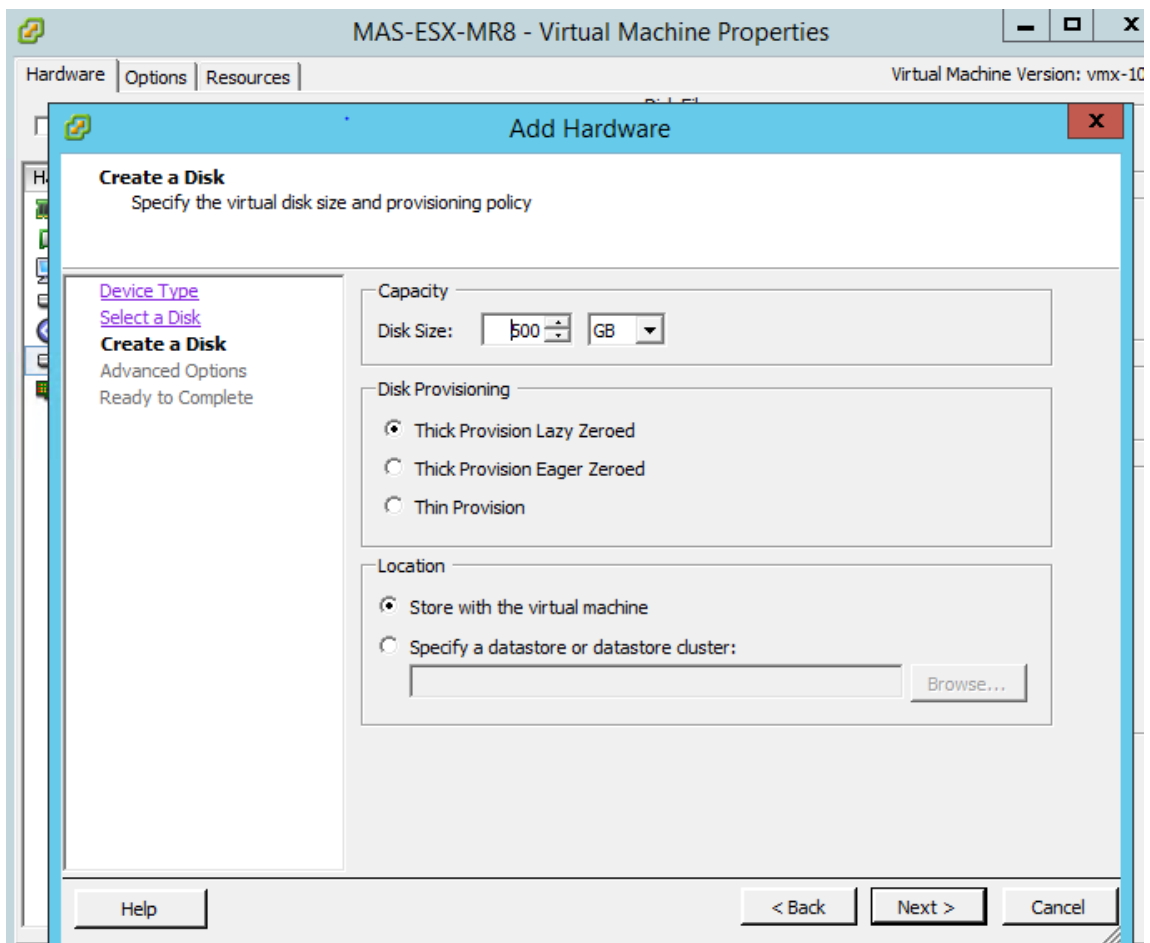 MAS-ESX-MR8 - Virtual Machine Properties
Hardware Options Resources
Virtual Machine Version: vmx-10
Add Hardware
Create a Disk
Specify the virtual disk size and provisioning policy
Device Type
Select a Disk
Create a Disk
Advanced Options
Ready to Complete
Capacity
Disk Size: 500 GB
Disk Provisioning
Thick Provision Lazy Zeroed
Thick Provision Eager Zeroed
Thin Provision
Location
Store with the virtual machine
Specify a datastore or datastore cluster:
Browse...
Help
< Back Next > Cancel